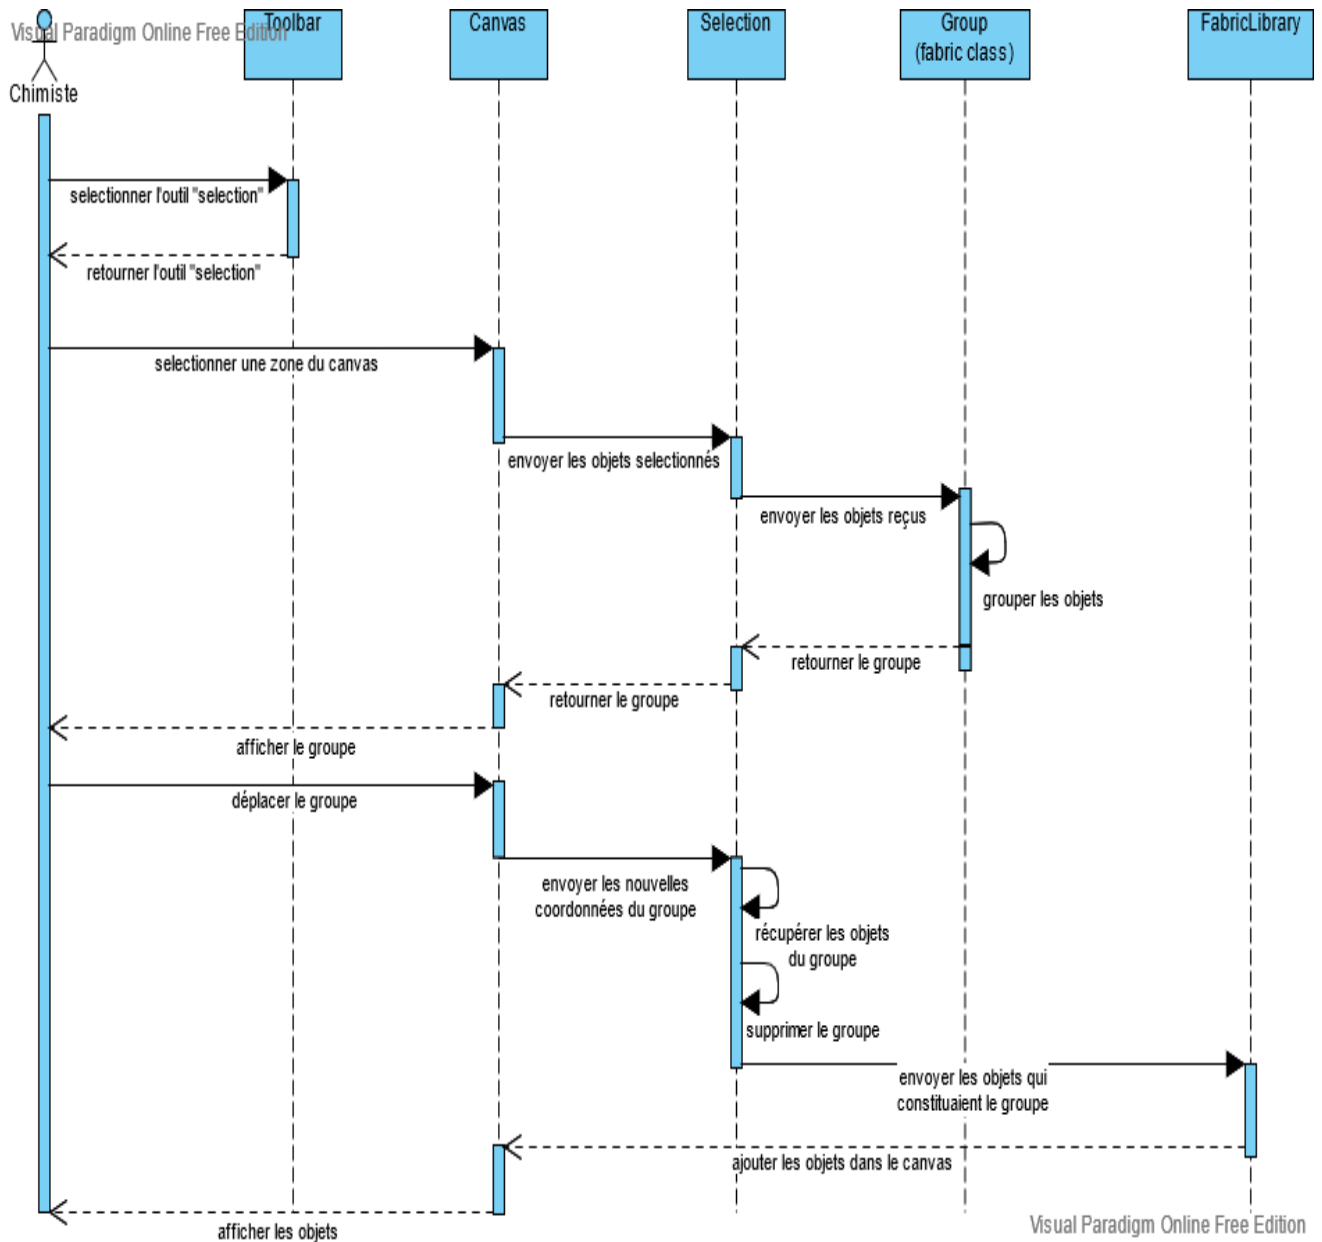 Visual Paradigm Online Free Edition
Toolbar
Canvas
Selection
Group
(fabric class)
FabricLibrary
Chimiste
selectionner l'outil "selection"
retourner l'outil "selection"
selectionner une zone du canvas
envoyer les objets selectionnés
envoyer les objets reçus
grouper les objets
retourner le groupe
retourner le groupe
afficher le groupe
déplacer le groupe
envoyer les nouvelles
coordonnées du groupe
récupérer les objets
du groupe
supprimer le groupe
envoyer les objets qui
constituaient le groupe
ajouter les objets dans le canvas
afficher les objets
Visual Paradigm Online Free Edition